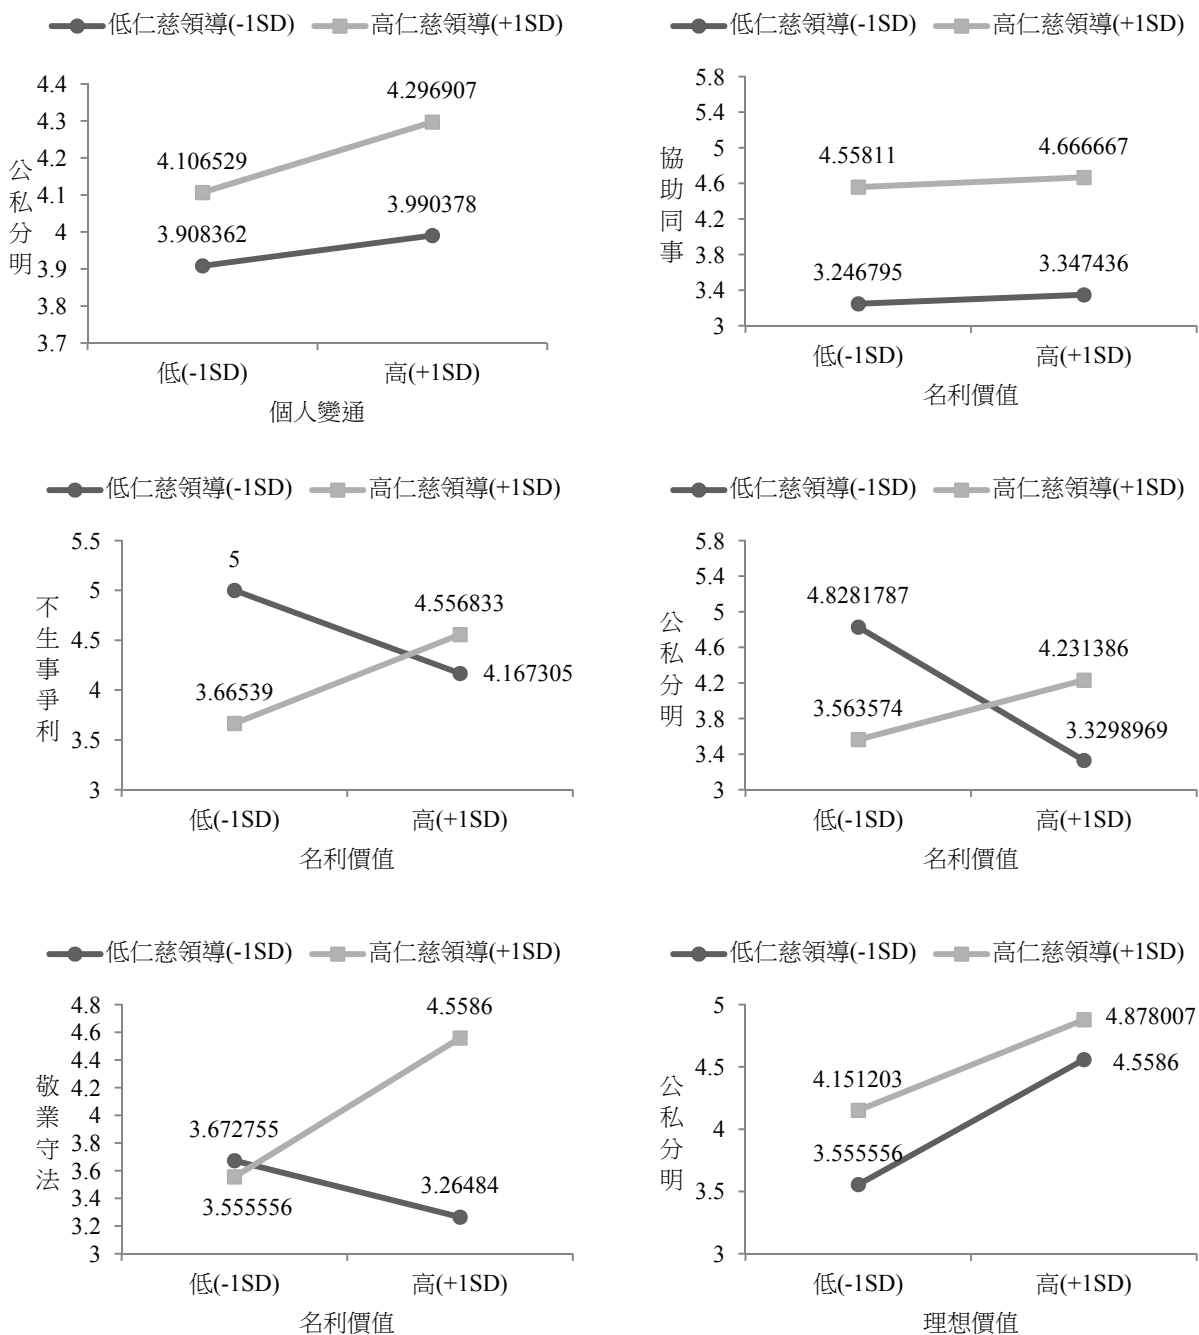 低仁慈領導(-1SD) 高仁慈領導(+1SD)
4.4
4.3
4.2
4.1
4
3.9
3.8
3.7
公私分明
4.106529
4.296907
3.908362
3.990378
低(-1SD) 高(+1SD)
個人變通
低仁慈領導(-1SD) 高仁慈領導(+1SD)
5.8
5.4
5
4.6
4.2
3.8
3.4
3
協助同事
4.55811
4.666667
3.246795
3.347436
低(-1SD) 高(+1SD)
名利價值
低仁慈領導(-1SD) 高仁慈領導(+1SD)
5.5
5
4.5
4
3.5
3
不生事爭利
5
4.556833
3.66539
4.167305
低(-1SD) 高(+1SD)
名利價值
低仁慈領導(-1SD) 高仁慈領導(+1SD)
5.8
5.4
5
4.6
4.2
3.8
3.4
3
公私分明
4.8281787
4.231386
3.563574
3.3298969
低(-1SD) 高(+1SD)
名利價值
低仁慈領導(-1SD) 高仁慈領導(+1SD)
4.8
4.6
4.4
4.2
4
3.8
3.6
3.4
3.2
3
敬業守法
4.5586
3.672755
3.555556
3.26484
低(-1SD) 高(+1SD)
名利價值
低仁慈領導(-1SD) 高仁慈領導(+1SD)
5
4.5
4
3.5
3
公私分明
4.878007
4.151203
4.5586
3.555556
低(-1SD) 高(+1SD)
理想價值